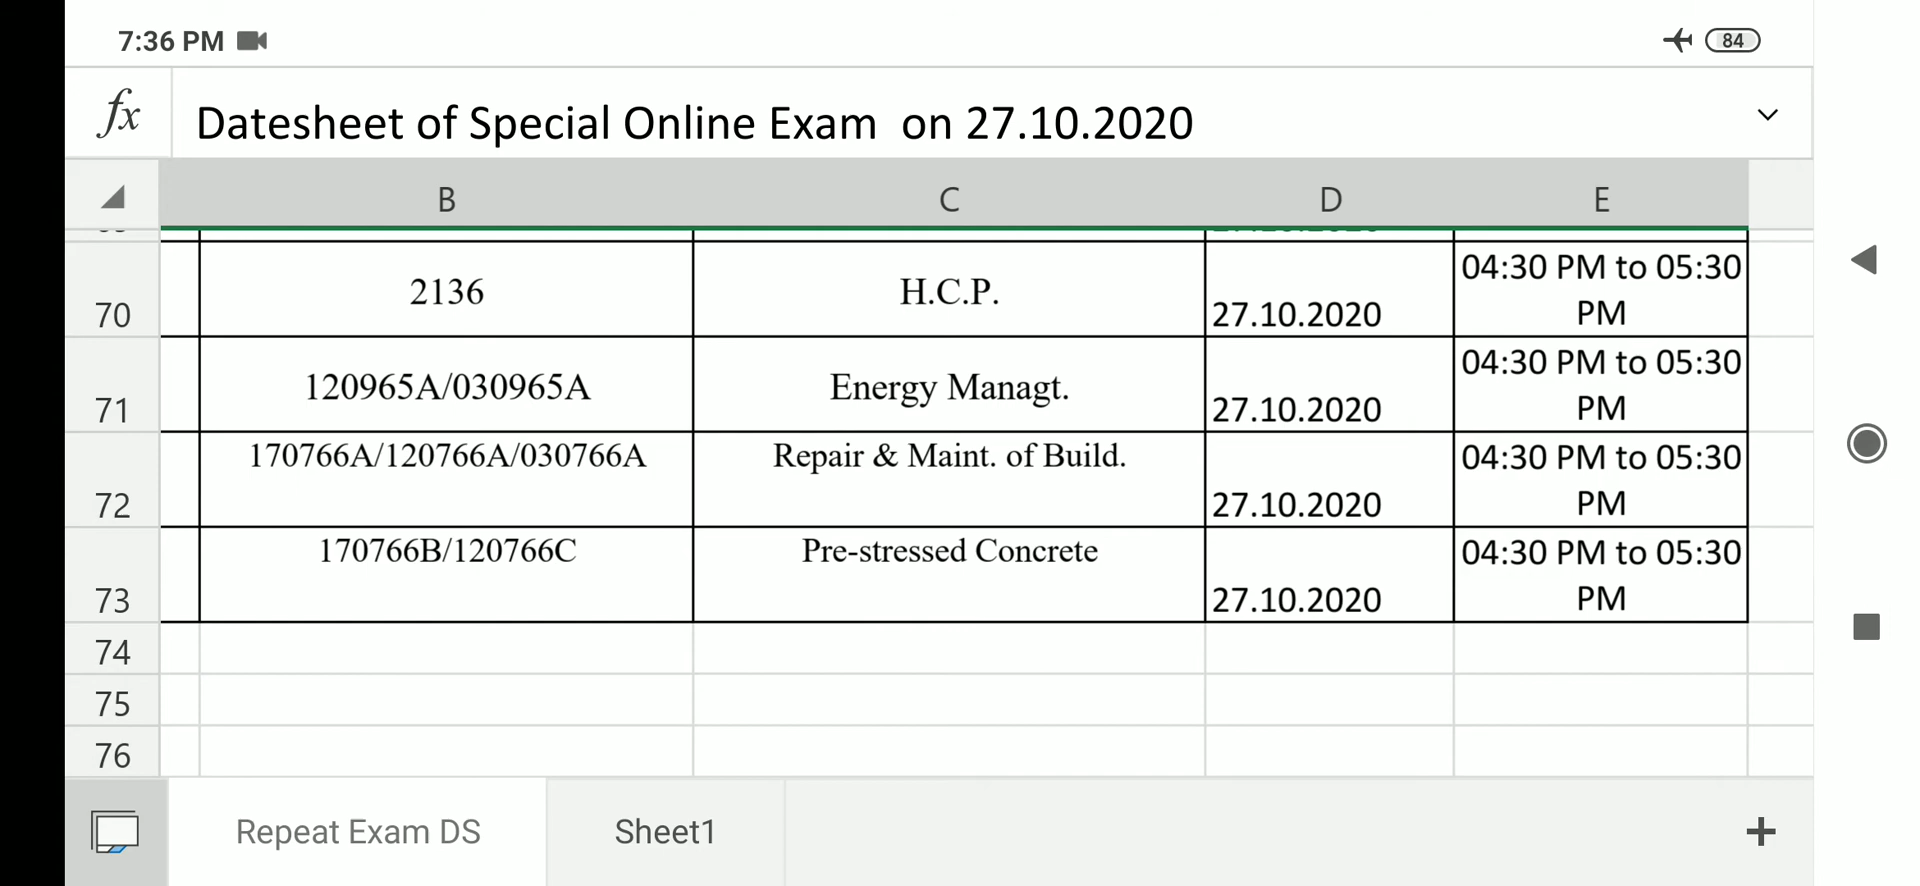 7:36 PM
84
fx
Datesheet of Special Online Exam  on 27.10.2020
B C D E
70 2136 H.C.P. 27.10.2020 04:30 PM to 05:30
PM
71 120965A/030965A Energy Managt. 27.10.2020 04:30 PM to 05:30
PM
72 170766A/120766A/030766A Repair & Maint. of Build. 27.10.2020 04:30 PM to 05:30
PM
73 170766B/120766C Pre-stressed Concrete 27.10.2020 04:30 PM to 05:30
PM
74
75
76
Repeat Exam DS Sheet1 +